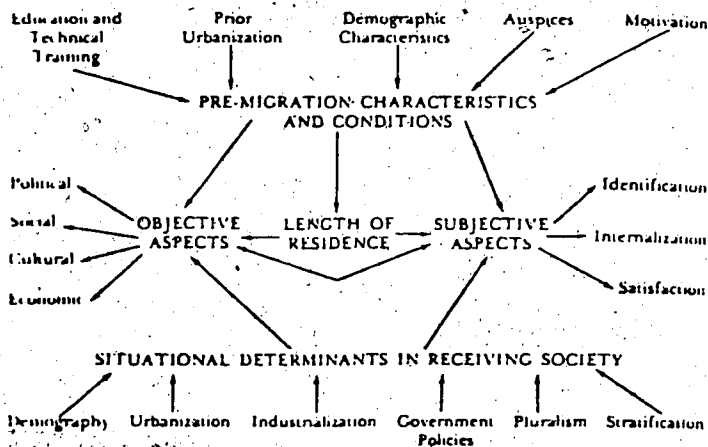 Education and Technical Training
Prior Urbanization
Demographic Characteristics
Auspices
Motivation
PRE-MIGRATION CHARACTERISTICS
AND CONDITIONS
Political
Social
Cultural
Economic
OBJECTIVE
ASPECTS
LENGTH OF
RESIDENCE
SUBJECTIVE
ASPECTS
Identification
Internalization
Satisfaction
SITUATIONAL DETERMINANTS IN RECEIVING SOCIETY
Demography
Urbanization
Industrialization
Government
Policies
Pluralism
Stratification